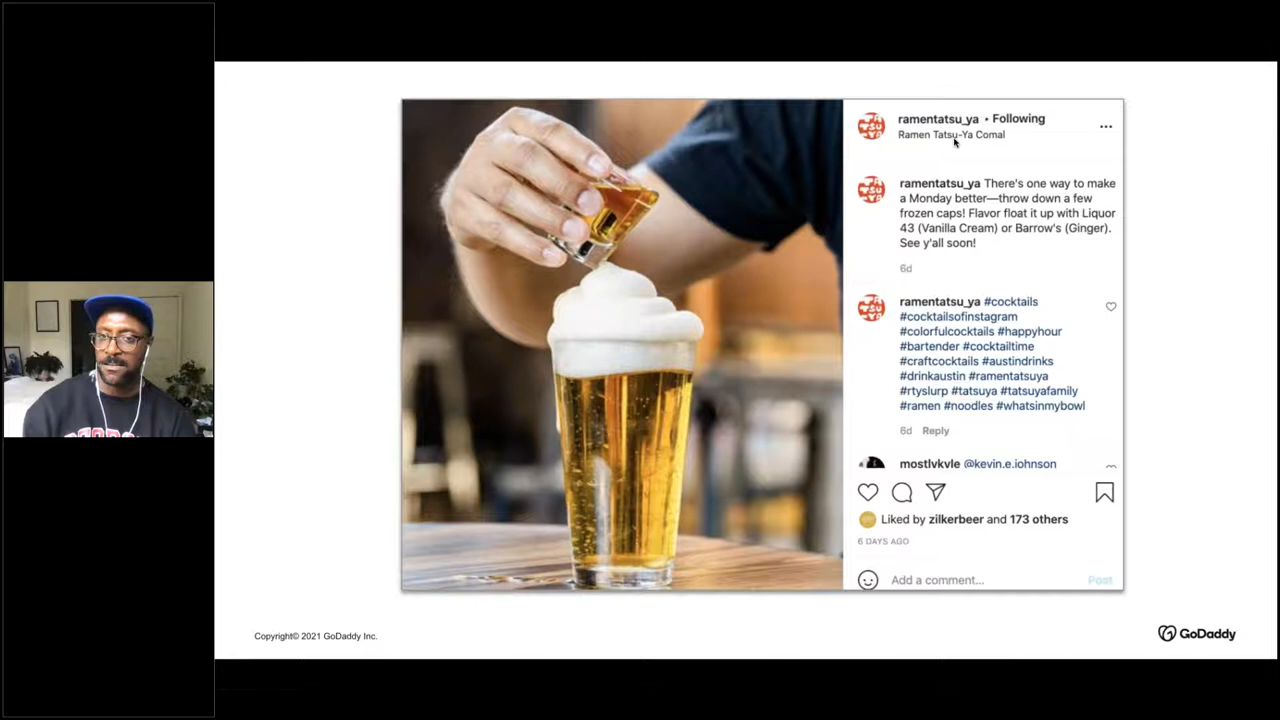 ramentatsu_ya • Following
Ramen Tatsu-Ya Comal
ramentatsu_ya There's one way to make
a Monday better—throw down a few
frozen caps! Flavor float it up with Liquor
43 (Vanilla Cream) or Barrow's (Ginger).
See y'all soon!
6d
ramentatsu_ya #cocktails
#cocktailsofinstagram
#colorfulcocktails #happyhour
#bartender #cocktailtime
#craftcocktails #austindrinks
#drinkaustin #ramentatsuya
#rtyslurp #tatsuya #tatsuyafamily
#ramen #noodles #whatsinmybowl
6d Reply
mostlykyle @kevin.e.johnson
Liked by zilkerbeer and 173 others
6 DAYS AGO
Add a comment... Post
Copyright© 2021 GoDaddy Inc.
GoDaddy